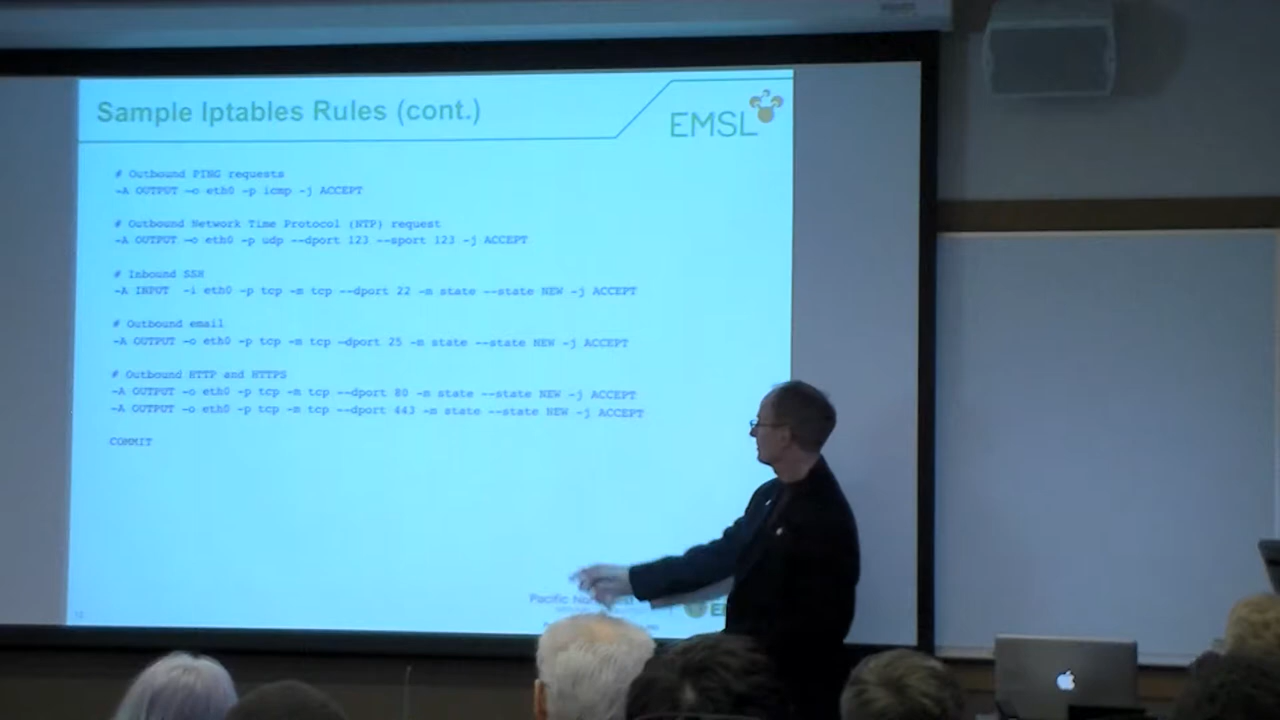 Sample Iptables Rules (cont.)
EMSL
# Outbound PING requests
-A OUTPUT -o eth0 -p icmp -j ACCEPT
# Outbound Network Time Protocol (NTP) request
-A OUTPUT -o eth0 -p udp --dport 123 --sport 123 -j ACCEPT
# Inbound SSH
-A INPUT -i eth0 -p tcp -m tcp --dport 22 -m state --state NEW -j ACCEPT
# Outbound email
-A OUTPUT -o eth0 -p tcp -m tcp -dport 25 -m state --state NEW -j ACCEPT
# Outbound HTTP and HTTPS
-A OUTPUT -o eth0 -p tcp -m tcp --dport 80 -m state --state NEW -j ACCEPT
-A OUTPUT -o eth0 -p tcp -m tcp --dport 443 -m state --state NEW -j ACCEPT
COMMIT
Pacific